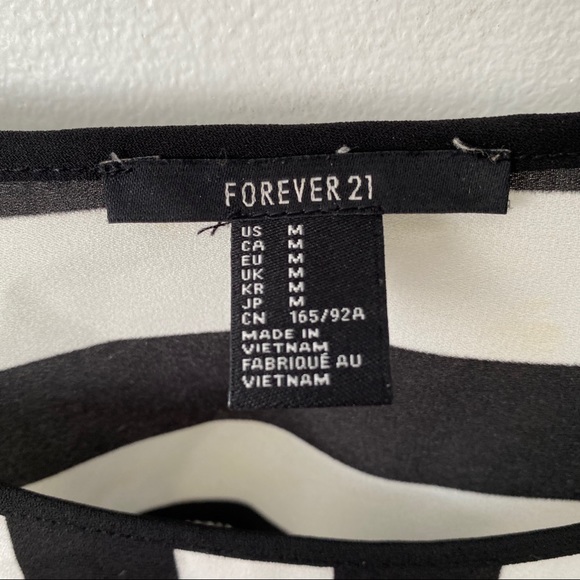 FOREVER 21
US M
CA M
EU M
UK M
KR M
JP M
CN 165/92A
MADE IN
VIETNAM
FABRIQUÉ AU
VIETNAM